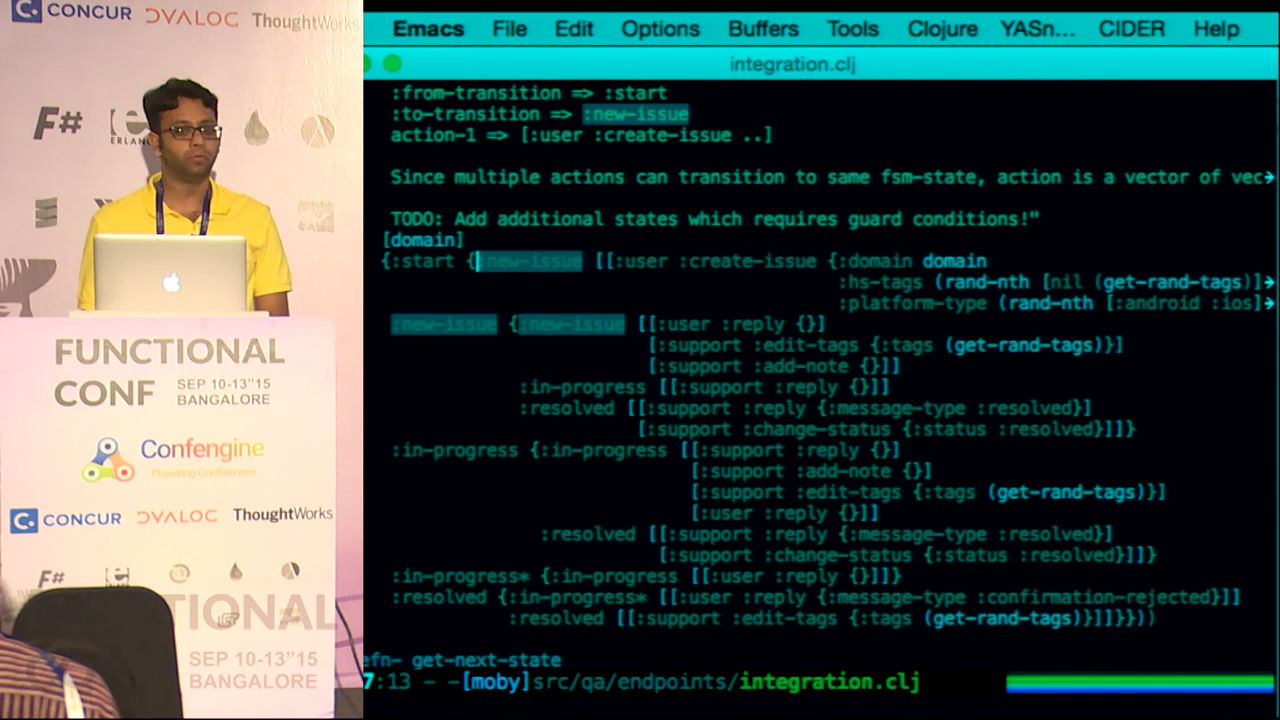 CONCUR DVALOC ThoughtWorks
F#
ERLANG
FUNCTIONAL
CONF SEP 10-13"15
BANGALORE
Confengine
Powering Conferences
CONCUR DVALOC ThoughtWorks
F#
TIONAL
SEP 10-13"15
BANGALORE
Emacs File Edit Options Buffers Tools Clojure YASn... CIDER Help
integration.clj
:from-transition => :start
:to-transition => :new-issue
action-1 => [:user :create-issue ..]
Since multiple actions can transition to same fsm-state, action is a vector of vec→
TODO: Add additional states which requires guard conditions!"
[domain]
{:start {:new-issue [[:user :create-issue {:domain domain
:hs-tags (rand-nth [nil (get-rand-tags)]→
:platform-type (rand-nth [:android :ios]→
:new-issue {:new-issue [[:user :reply {}]
[:support :edit-tags {:tags (get-rand-tags)}]
[:support :add-note {}]]
:in-progress [[:support :reply {}]]
:resolved [[:support :reply {:message-type :resolved}]
[:support :change-status {:status :resolved}]]}
:in-progress {:in-progress [[:support :reply {}]
[:support :add-note {}]
[:support :edit-tags {:tags (get-rand-tags)}]
[:user :reply {}]]
:resolved [[:support :reply {:message-type :resolved}]
[:support :change-status {:status :resolved}]]}
:in-progress* {:in-progress [[:user :reply {}]]}
:resolved {:in-progress* [[:user :reply {:message-type :confirmation-rejected}]]
:resolved [[:support :edit-tags {:tags (get-rand-tags)}]]}})
efn- get-next-state
7:13 - -[moby]src/qa/endpoints/integration.clj